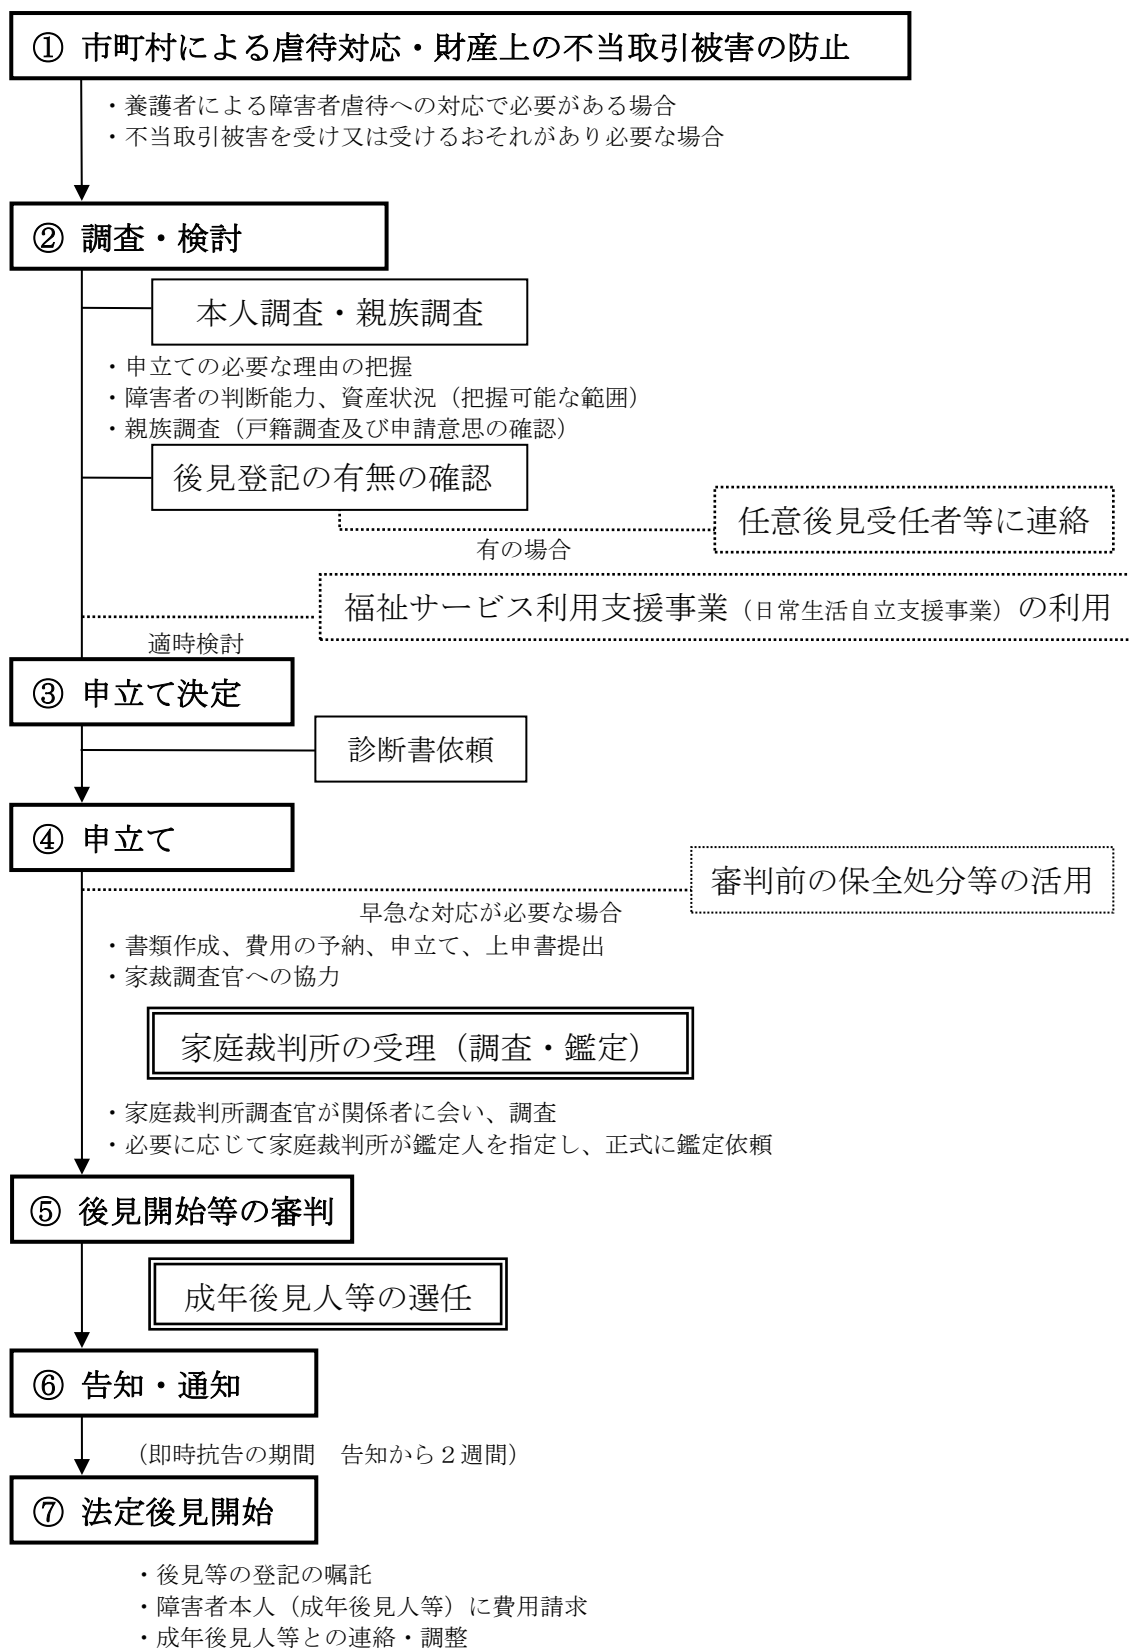 ① 市町村による虐待対応・財産上の不当取引被害の防止
・養護者による障害者虐待への対応で必要がある場合
・不当取引被害を受け又は受けるおそれがあり必要な場合
② 調査・検討
本人調査・親族調査
・申立ての必要な理由の把握
・障害者の判断能力、資産状況（把握可能な範囲）
・親族調査（戸籍調査及び申請意思の確認）
後見登記の有無の確認
任意後見受任者等に連絡
有の場合
福祉サービス利用支援事業（日常生活自立支援事業）の利用
適時検討
③ 申立て決定
診断書依頼
④ 申立て
審判前の保全処分等の活用
早急な対応が必要な場合
・書類作成、費用の予納、申立て、上申書提出
・家裁調査官への協力
家庭裁判所の受理（調査・鑑定）
・家庭裁判所調査官が関係者に会い、調査
・必要に応じて家庭裁判所が鑑定人を指定し、正式に鑑定依頼
⑤ 後見開始等の審判
成年後見人等の選任
⑥ 告知・通知
（即時抗告の期間　告知から２週間）
⑦ 法定後見開始
・後見等の登記の嘱託
・障害者本人（成年後見人等）に費用請求
・成年後見人等との連絡・調整